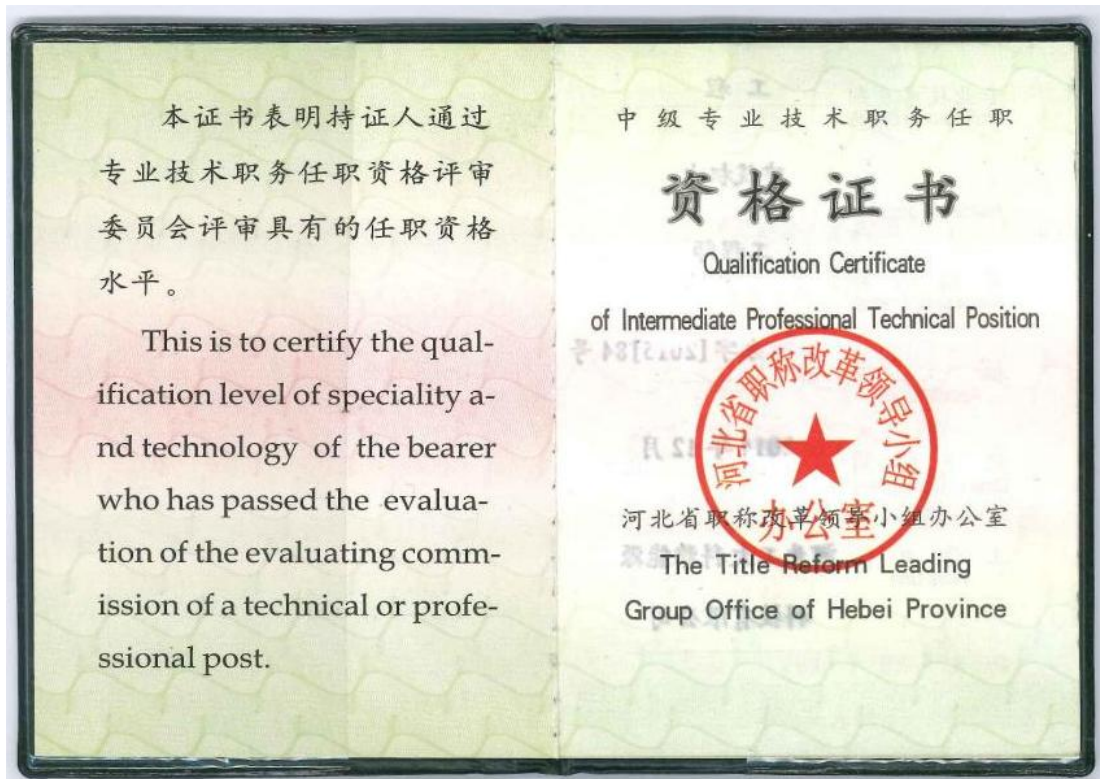 本证书表明持证人通过
专业技术职务任职资格评审
委员会评审具有的任职资格
水平。
This is to certify the qual-
ification level of speciality a-
nd technology of the bearer
who has passed the evalua-
tion of the evaluating comm-
ission of a technical or profe-
ssional post.
中级专业技术职务任职
资格证书
Qualification Certificate
of Intermediate Professional Technical Position
河北省职称改革领导小组
办公室
河北省职称改革领导小组办公室
The Title Reform Leading
Group Office of Hebei Province